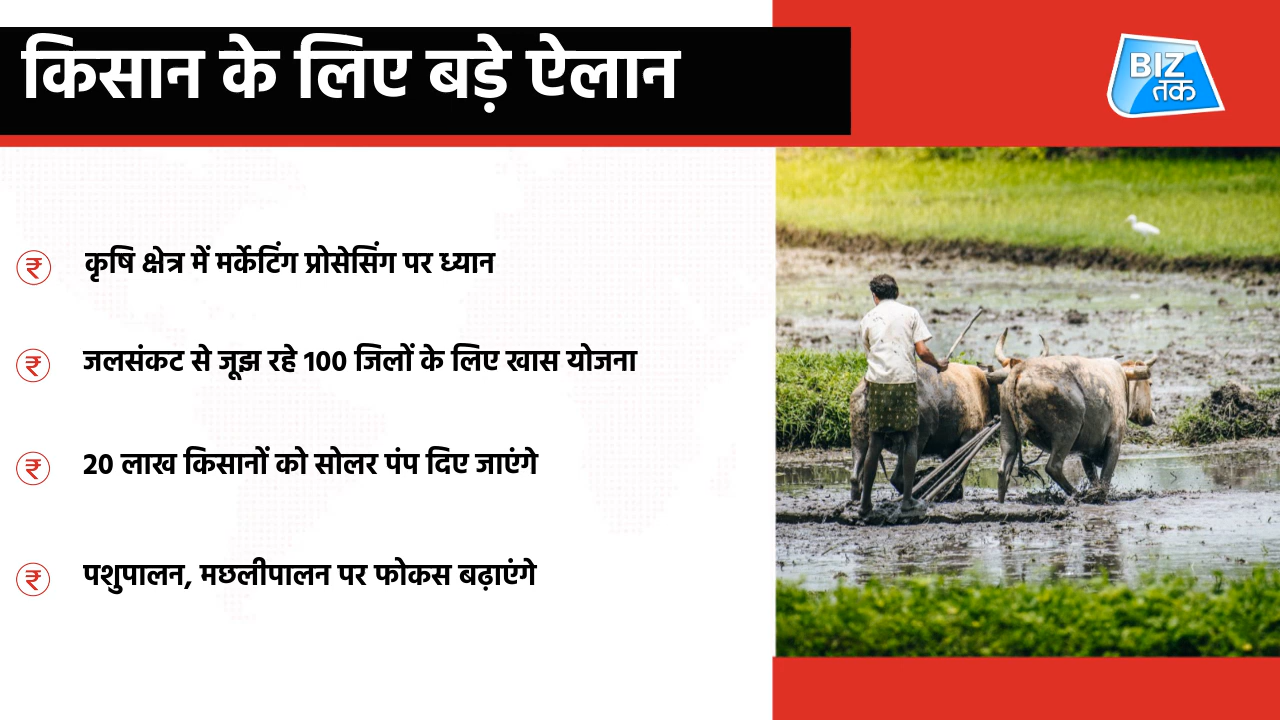 किसान के लिए बड़े ऐलान
BIZ
तक
₹ कृषि क्षेत्र में मर्केटिंग प्रोसेसिंग पर ध्यान
₹ जलसंकट से जूझ रहे 100 जिलों के लिए खास योजना
₹ 20 लाख किसानों को सोलर पंप दिए जाएंगे
₹ पशुपालन, मछलीपालन पर फोकस बढ़ाएंगे